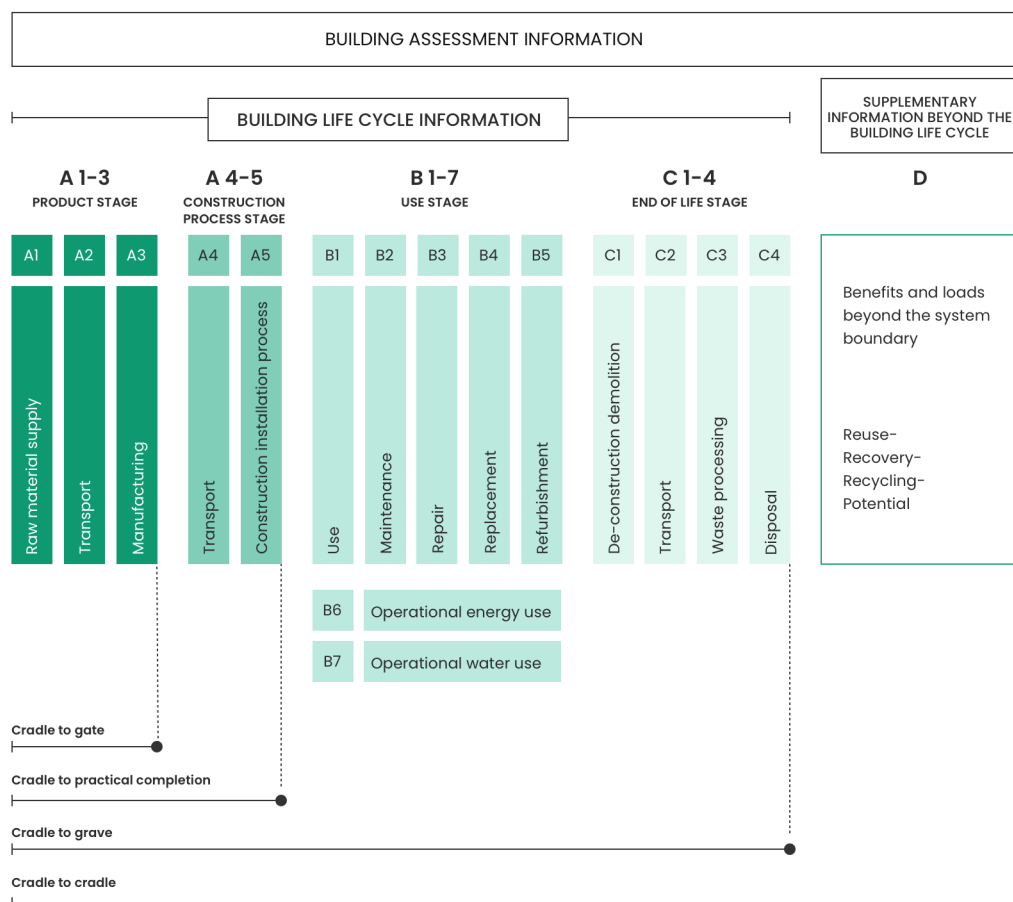 BUILDING ASSESSMENT INFORMATION
BUILDING LIFE CYCLE INFORMATION
SUPPLEMENTARY
INFORMATION BEYOND THE
BUILDING LIFE CYCLE
A 1-3
PRODUCT STAGE
A 4-5
CONSTRUCTION
PROCESS STAGE
B 1-7
USE STAGE
C 1-4
END OF LIFE STAGE
D
A1
A2
A3
A4
A5
B1
B2
B3
B4
B5
C1
C2
C3
C4
Raw material supply
Transport
Manufacturing
Transport
Construction installation process
Use
Maintenance
Repair
Replacement
Refurbishment
De-construction demolition
Transport
Waste processing
Disposal
Benefits and loads
beyond the system
boundary
Reuse-
Recovery-
Recycling-
Potential
B6
Operational energy use
B7
Operational water use
Cradle to gate
Cradle to practical completion
Cradle to grave
Cradle to cradle